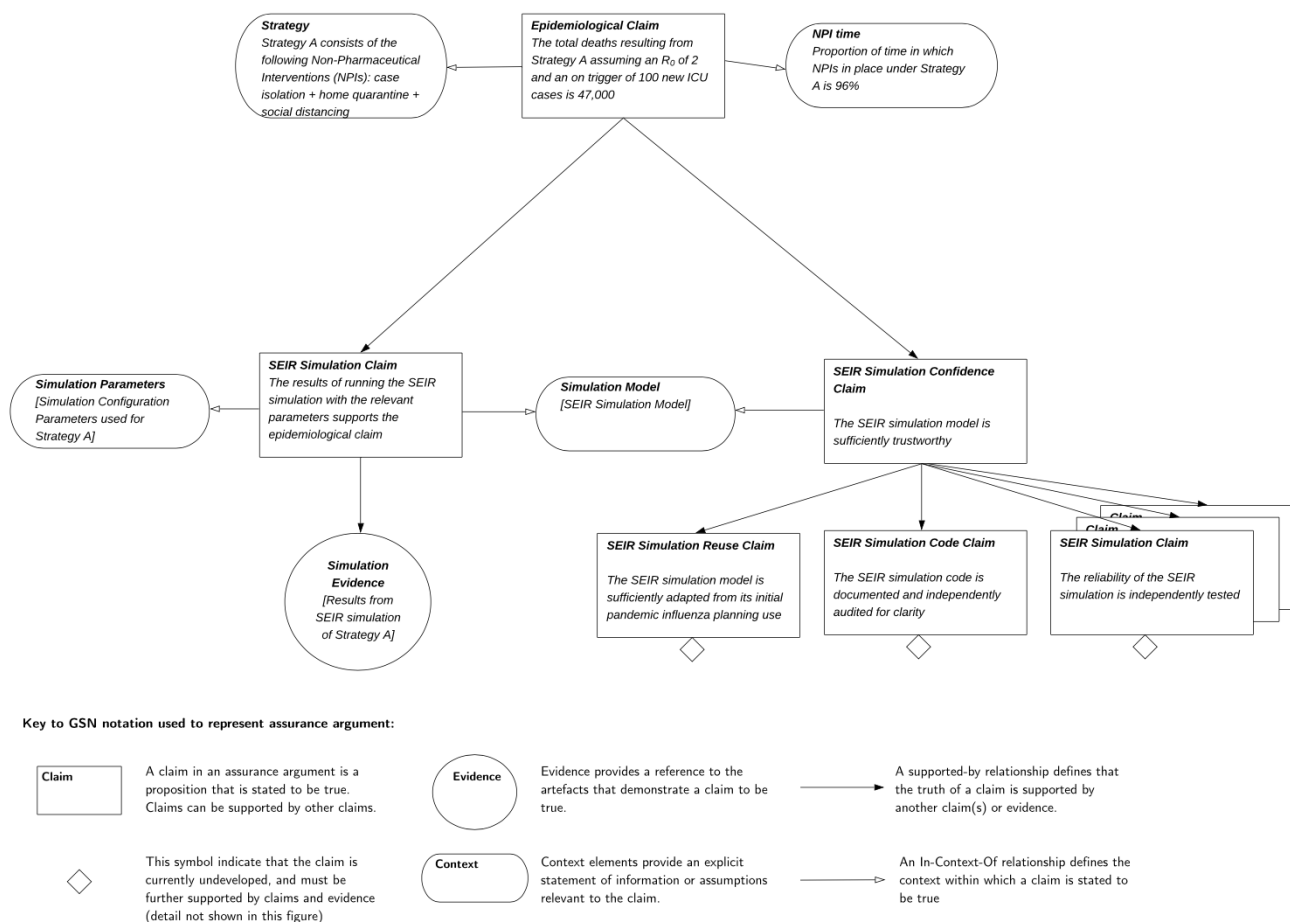 Strategy
Strategy A consists of the
following Non-Pharmaceutical
Interventions (NPIs): case
isolation + home quarantine +
social distancing
Epidemiological Claim
The total deaths resulting from
Strategy A assuming an R0 of 2
and an on trigger of 100 new ICU
cases is 47,000
NPI time
Proportion of time in which
NPIs in place under Strategy
A is 96%
Simulation Parameters
[Simulation Configuration
Parameters used for
Strategy A]
SEIR Simulation Claim
The results of running the SEIR
simulation with the relevant
parameters supports the
epidemiological claim
Simulation Model
[SEIR Simulation Model]
SEIR Simulation Confidence
Claim
The SEIR simulation model is
sufficiently trustworthy
Simulation
Evidence
[Results from
SEIR simulation
of Strategy A]
SEIR Simulation Reuse Claim
The SEIR simulation model is
sufficiently adapted from its initial
pandemic influenza planning use
SEIR Simulation Code Claim
The SEIR simulation code is
documented and independently
audited for clarity
Claim
Claim
SEIR Simulation Claim
The reliability of the SEIR
simulation is independently tested
Key to GSN notation used to represent assurance argument:
Claim
A claim in an assurance argument is a
proposition that is stated to be true.
Claims can be supported by other claims.
Evidence
Evidence provides a reference to the
artefacts that demonstrate a claim to be
true.
A supported-by relationship defines that
the truth of a claim is supported by
another claim(s) or evidence.
This symbol indicate that the claim is
currently undeveloped, and must be
further supported by claims and evidence
(detail not shown in this figure)
Context
Context elements provide an explicit
statement of information or assumptions
relevant to the claim.
An In-Context-Of relationship defines the
context within which a claim is stated to
be true